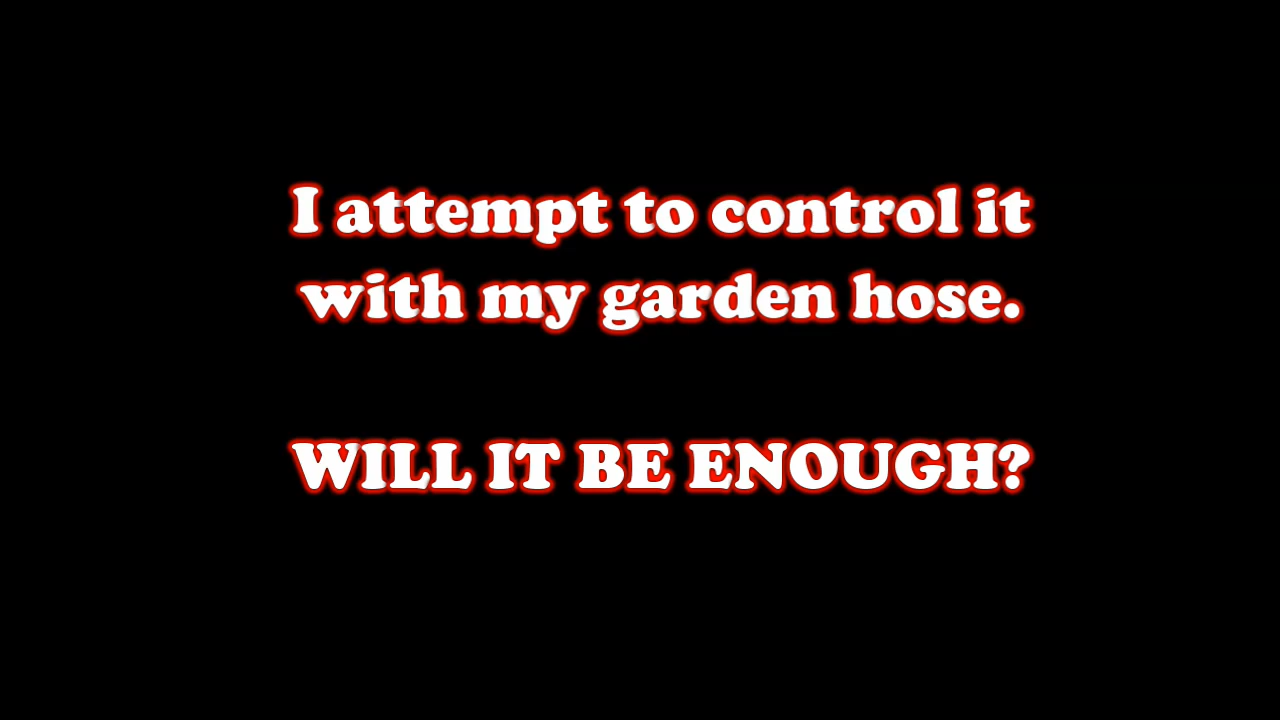 I attempt to control it
with my garden hose.
WILL IT BE ENOUGH?